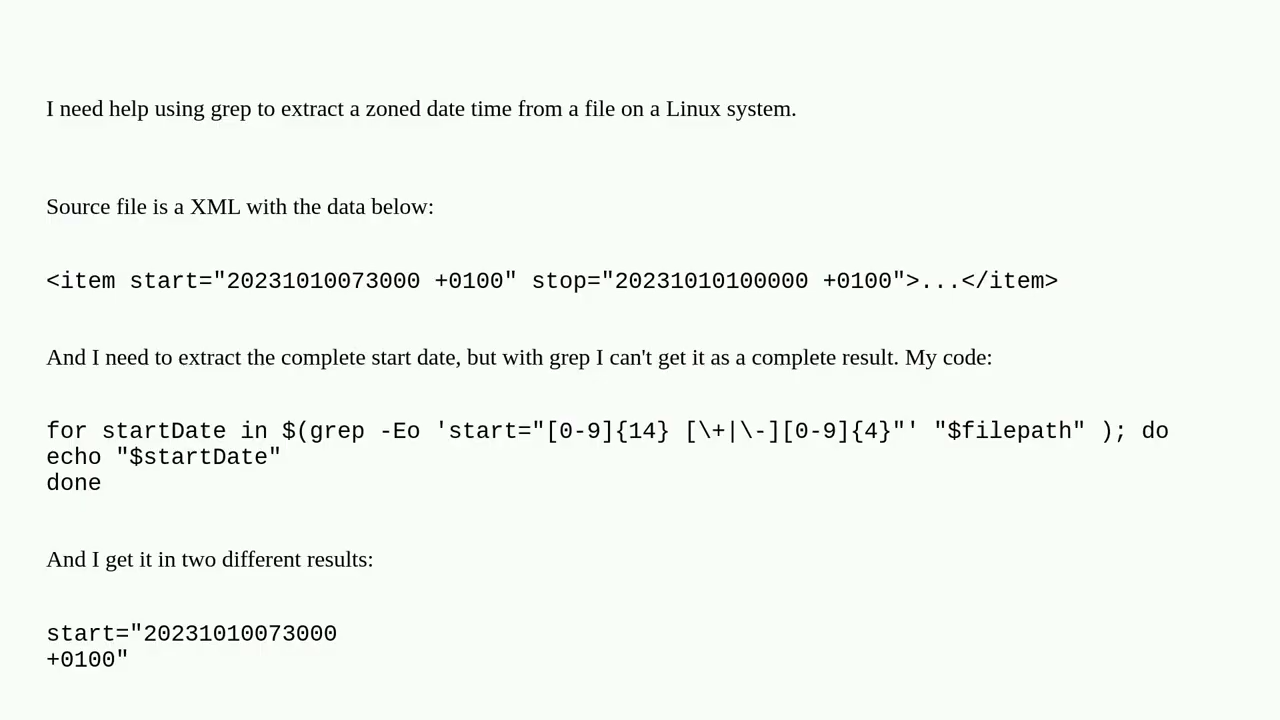 I need help using grep to extract a zoned date time from a file on a Linux system.
Source file is a XML with the data below:
<item start="20231010073000 +0100" stop="20231010100000 +0100">...</item>
And I need to extract the complete start date, but with grep I can't get it as a complete result. My code:
for startDate in $(grep -Eo 'start="[0-9]{14} [\+|\-][0-9]{4}"' "$filepath" ); do
echo "$startDate"
done
And I get it in two different results:
start="20231010073000
+0100"